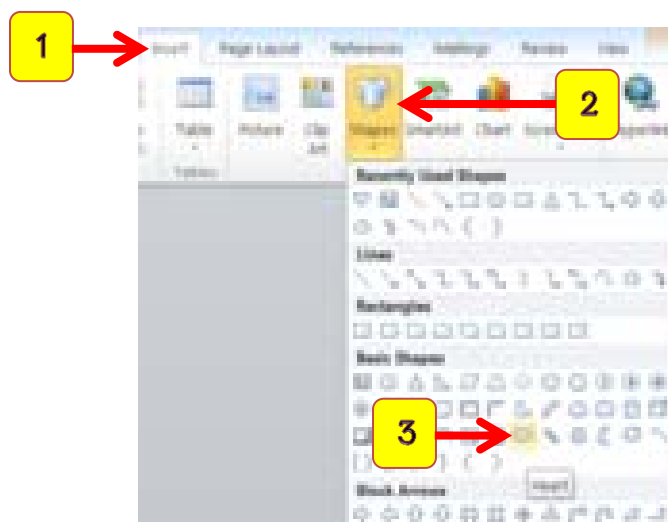 1
Insert Page Layout References Mailings Review View
2
Table Picture Clip Art Shapes SmartArt Chart
Tables
Recently Used Shapes
Lines
Rectangles
Basic Shapes
3
Heart
Block Arrows